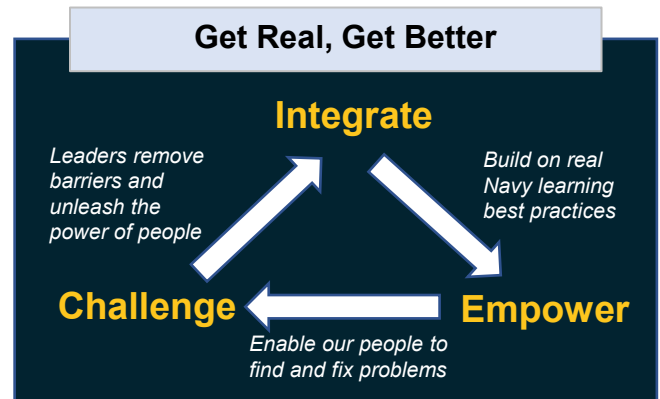 Get Real, Get Better
Integrate
Leaders remove
barriers and
unleash the
power of people
Build on real
Navy learning
best practices
Challenge
Empower
Enable our people to
find and fix problems